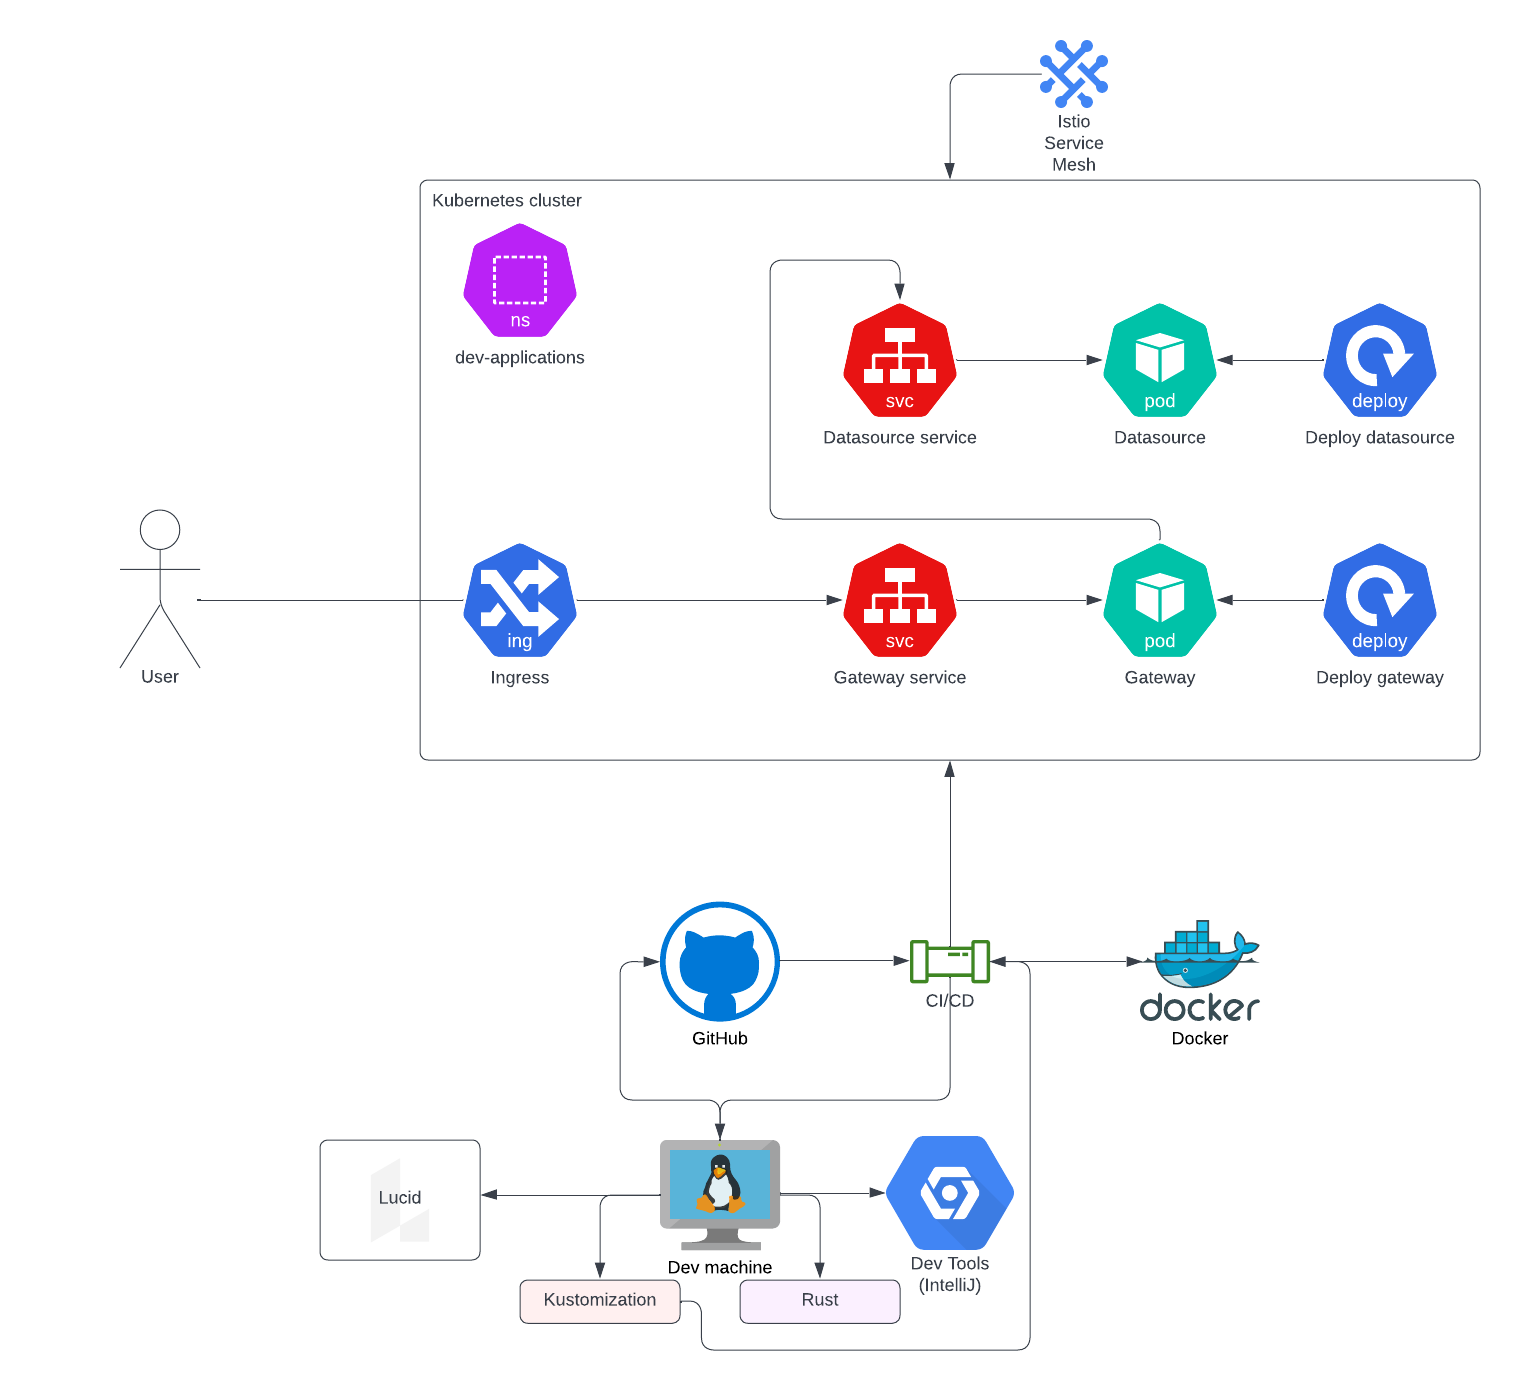 Istio
Service
Mesh
Kubernetes cluster
ns
dev-applications
svc
pod
deploy
Datasource service
Datasource
Deploy datasource
User
ing
svc
pod
deploy
Ingress
Gateway service
Gateway
Deploy gateway
GitHub
CI/CD
docker
Docker
Lucid
Dev machine
Dev Tools
(IntelliJ)
Kustomization
Rust